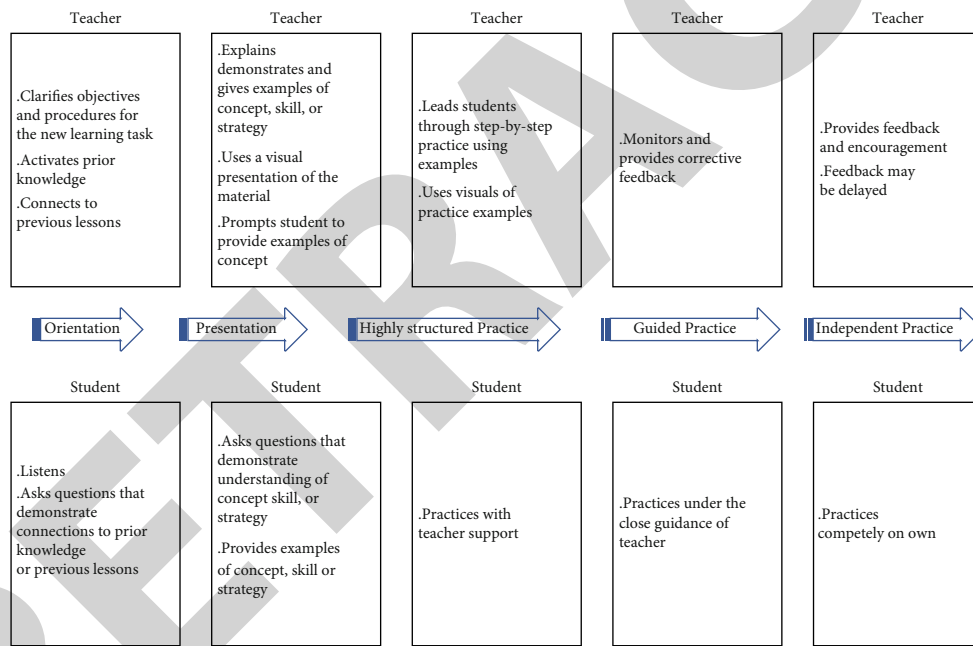 Teacher
.Clarifies objectives
and procedures for
the new learning task
.Activates prior
knowledge
.Connects to
previous lessons
Teacher
.Explains
demonstrates and
gives examples of
concept, skill, or
strategy
.Uses a visual
presentation of the
material
.Prompts student to
provide examples of
concept
Teacher
.Leads students
through step-by-step
practice using
examples
.Uses visuals of
practice examples
Teacher
.Monitors and
provides corrective
feedback
Teacher
.Provides feedback
and encouragement
.Feedback may
be delayed
Orientation
Presentation
Highly structured Practice
Guided Practice
Independent Practice
Student
.Listens
.Asks questions that
demonstrate
connections to prior
knowledge
or previous lessons
Student
.Asks questions that
demonstrate
understanding of
concept skill, or
strategy
.Provides examples
of concept, skill or
strategy
Student
.Practices with
teacher support
Student
.Practices under the
close guidance of
teacher
Student
.Practices
competely on own
ETRAC